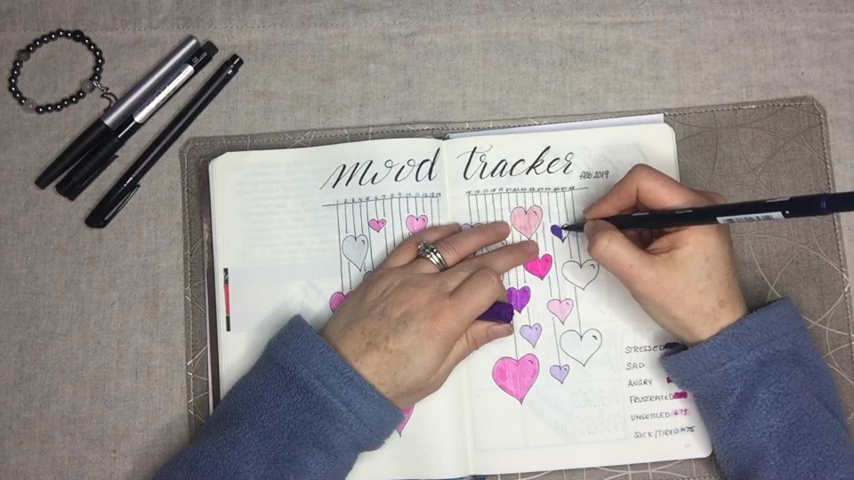 mood tracker
FEB 2019
STRESSED
SAD
ANGRY
FRUSTRATED
UNSETTLED
SICK/TIRED